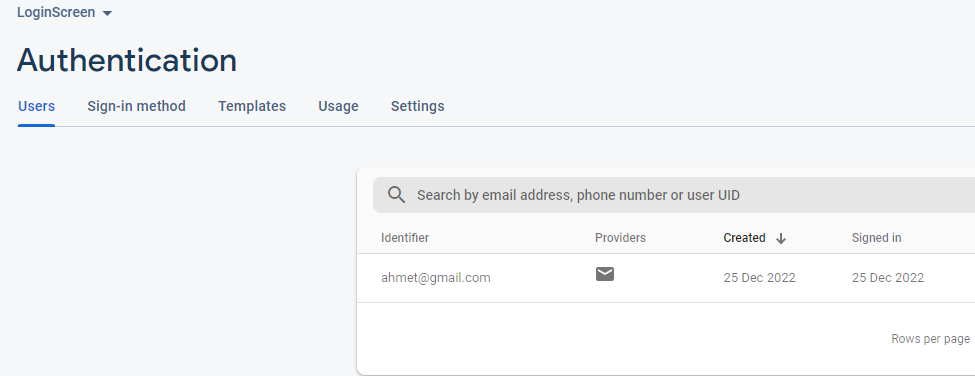 LoginScreen
Authentication
Users Sign-in method Templates Usage Settings
Search by email address, phone number or user UID
Identifier Providers Created Signed in
ahmet@gmail.com 25 Dec 2022 25 Dec 2022
Rows per page